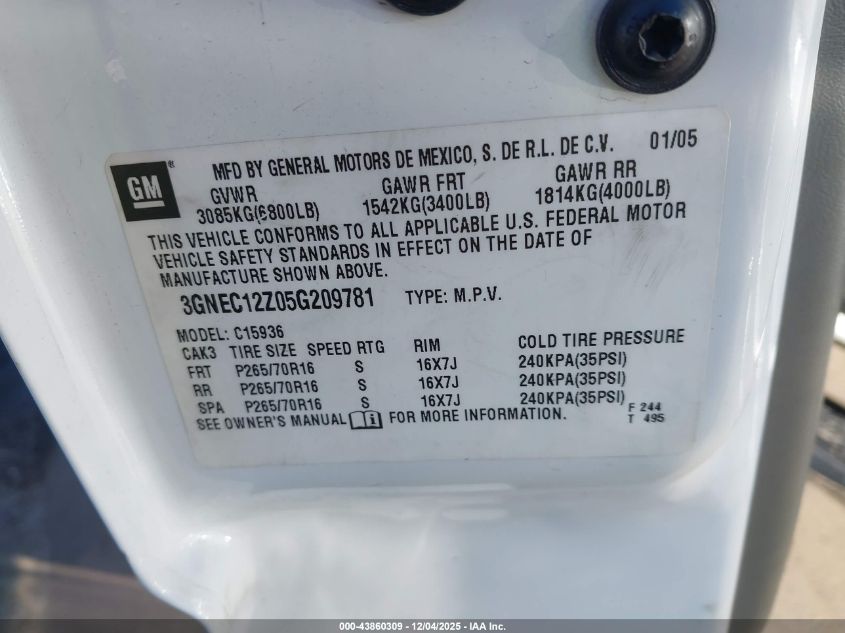 GM ®
MFD BY GENERAL MOTORS DE MEXICO, S. DE R.L. DE C.V. 01/05
GVWR GAWR FRT GAWR RR
3085KG(6800LB) 1542KG(3400LB) 1814KG(4000LB)
THIS VEHICLE CONFORMS TO ALL APPLICABLE U.S. FEDERAL MOTOR
VEHICLE SAFETY STANDARDS IN EFFECT ON THE DATE OF
MANUFACTURE SHOWN ABOVE.
3GNEC12Z05G209781 TYPE: M.P.V.
MODEL: C15936
CAK3 TIRE SIZE SPEED RTG RIM COLD TIRE PRESSURE
FRT P265/70R16 S 16X7J 240KPA(35PSI)
RR P265/70R16 S 16X7J 240KPA(35PSI)
SPA P265/70R16 S 16X7J 240KPA(35PSI)
SEE OWNER'S MANUAL FOR MORE INFORMATION.
F 244
T 495
000-43860309 - 12/04/2025 - IAA Inc.